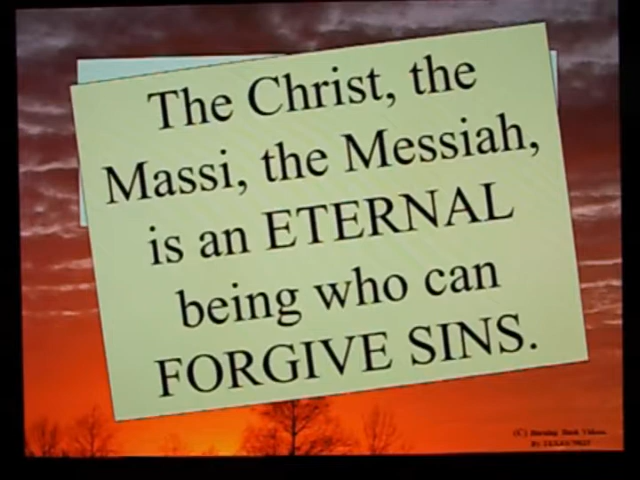 The Christ, the
Massi, the Messiah,
is an ETERNAL
being who can
FORGIVE SINS.
(C)